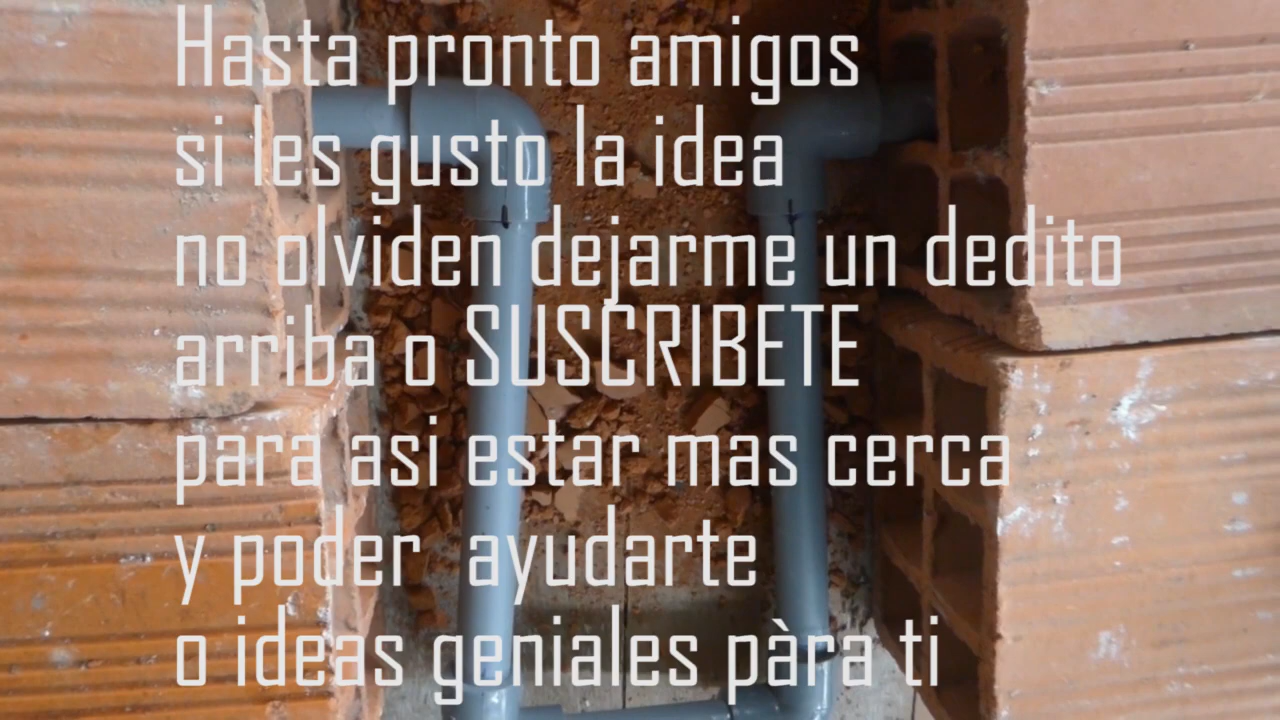 Hasta pronto amigos
si les gusto la idea
no olviden dejarme un dedito
arriba o SUSCRIBETE
para asi estar mas cerca
y poder ayudarte
o ideas geniales pàra ti